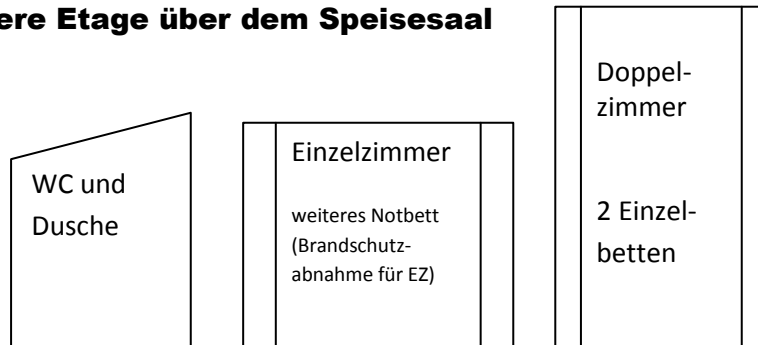 ere Etage über dem Speisesaal
WC und
Dusche
Einzelzimmer
weiteres Notbett
(Brandschutz-
abnahme für EZ)
Doppel-
zimmer
2 Einzel-
betten